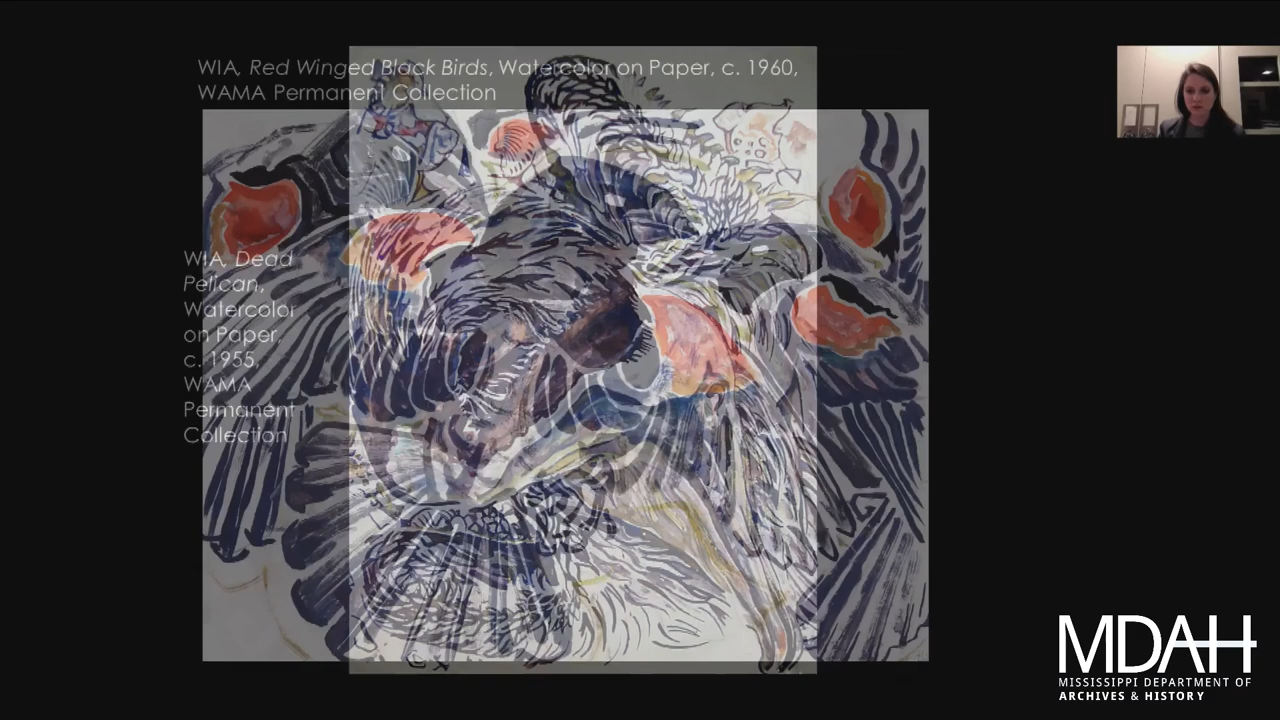 WIA, Red Winged Black Birds, Watercolor on Paper, c. 1960,
WAMA Permanent Collection
WIA, Dead
Pelican,
Watercolor
on Paper,
c. 1955,
WAMA
Permanent
Collection
MDAH
MISSISSIPPI DEPARTMENT OF
ARCHIVES & HISTORY